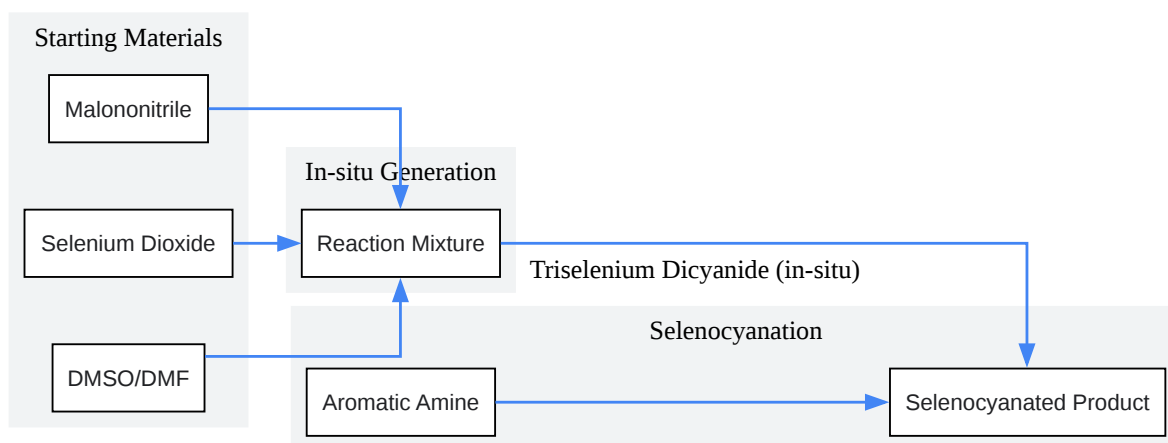 Starting Materials
Malononitrile
In-situ Generation
Selenium Dioxide
Reaction Mixture
Triselenium Dicyanide (in-situ)
Selenocyanation
DMSO/DMF
Aromatic Amine
Selenocyanated Product